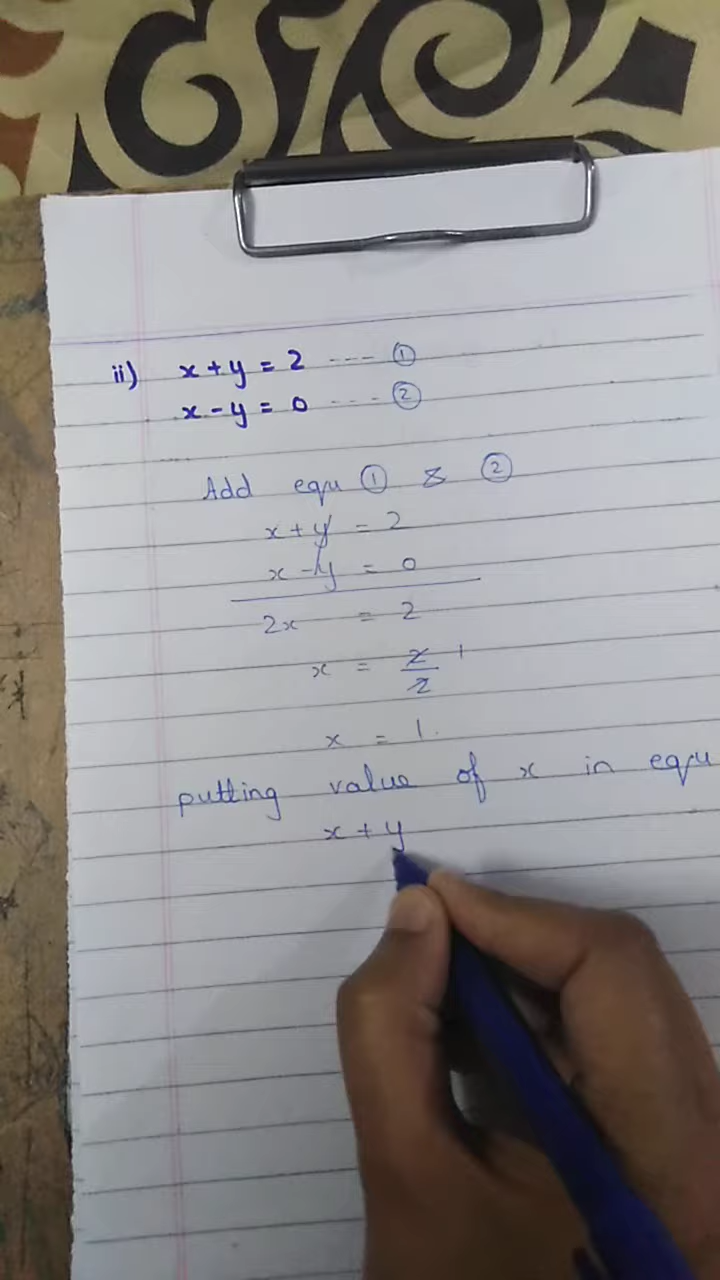 ii) x + y = 2 --- ①
x - y = 0 --- ②
Add equ ① & ②
x + y = 2
x - y = 0
2x = 2
x = 2/2 1
x = 1.
putting value of x in equ
x + y